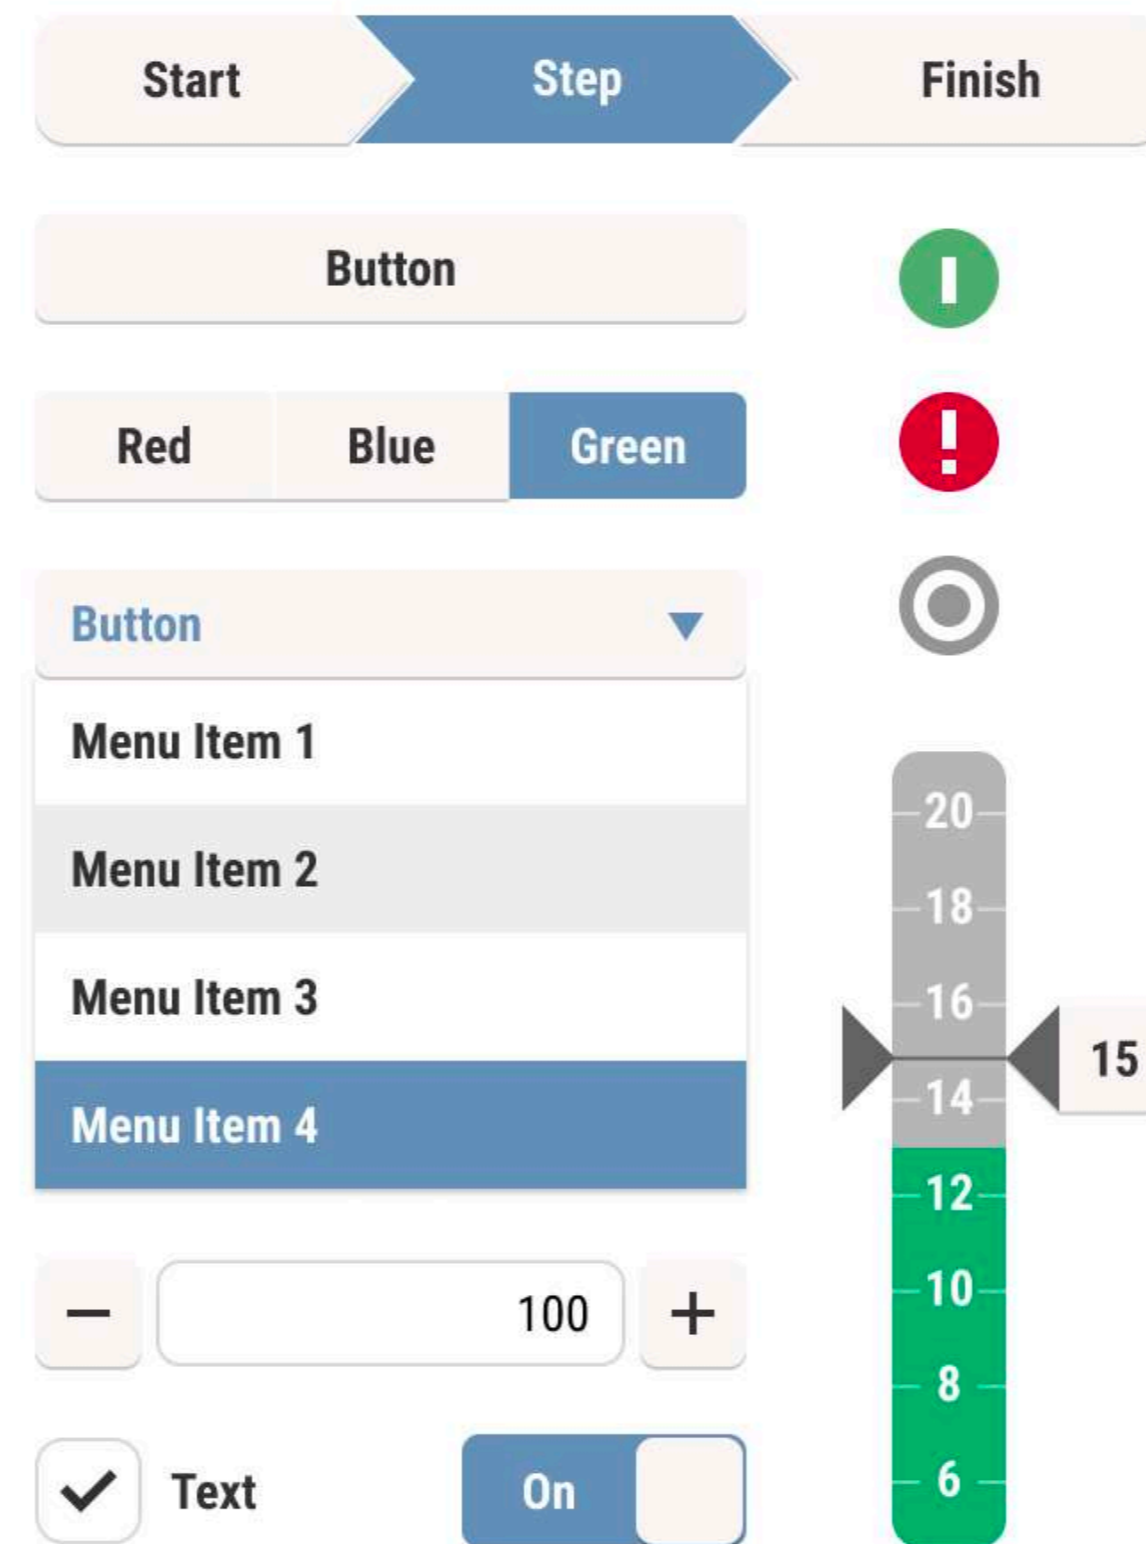 Start Step Finish
Button
Red Blue Green
Button
Menu Item 1
Menu Item 2
Menu Item 3
Menu Item 4
100
Text On
20
18
16
15
14
12
10
8
6